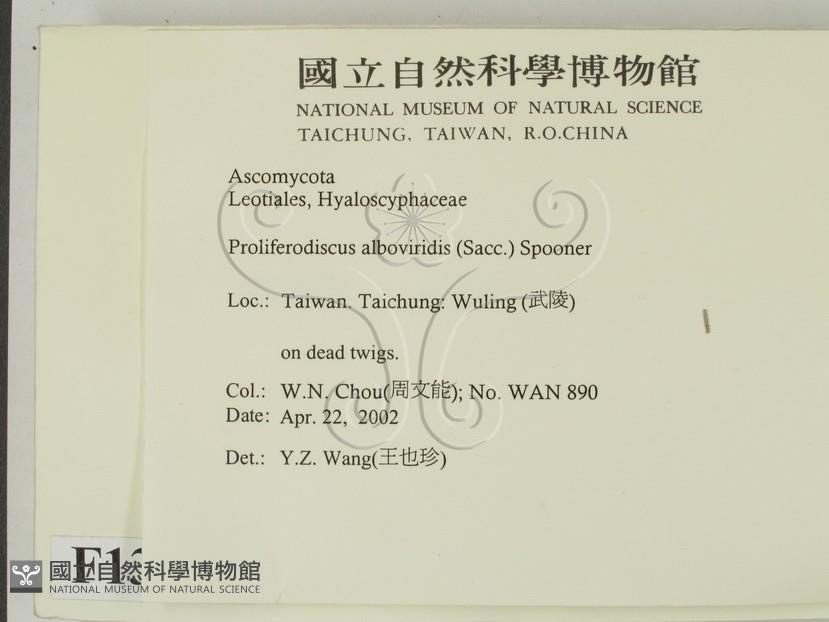 國立自然科學博物館
NATIONAL MUSEUM OF NATURAL SCIENCE
TAICHUNG, TAIWAN, R.O.CHINA
Ascomycota
Leotiales, Hyaloscyphaceae
Proliferodiscus alboviridis (Sacc.) Spooner
Loc.: Taiwan. Taichung: Wuling (武陵)
on dead twigs.
Col.: W.N. Chou(周文能); No. WAN 890
Date: Apr. 22, 2002
Det.: Y.Z. Wang(王也珍)
國立自然科學博物館
NATIONAL MUSEUM OF NATURAL SCIENCE